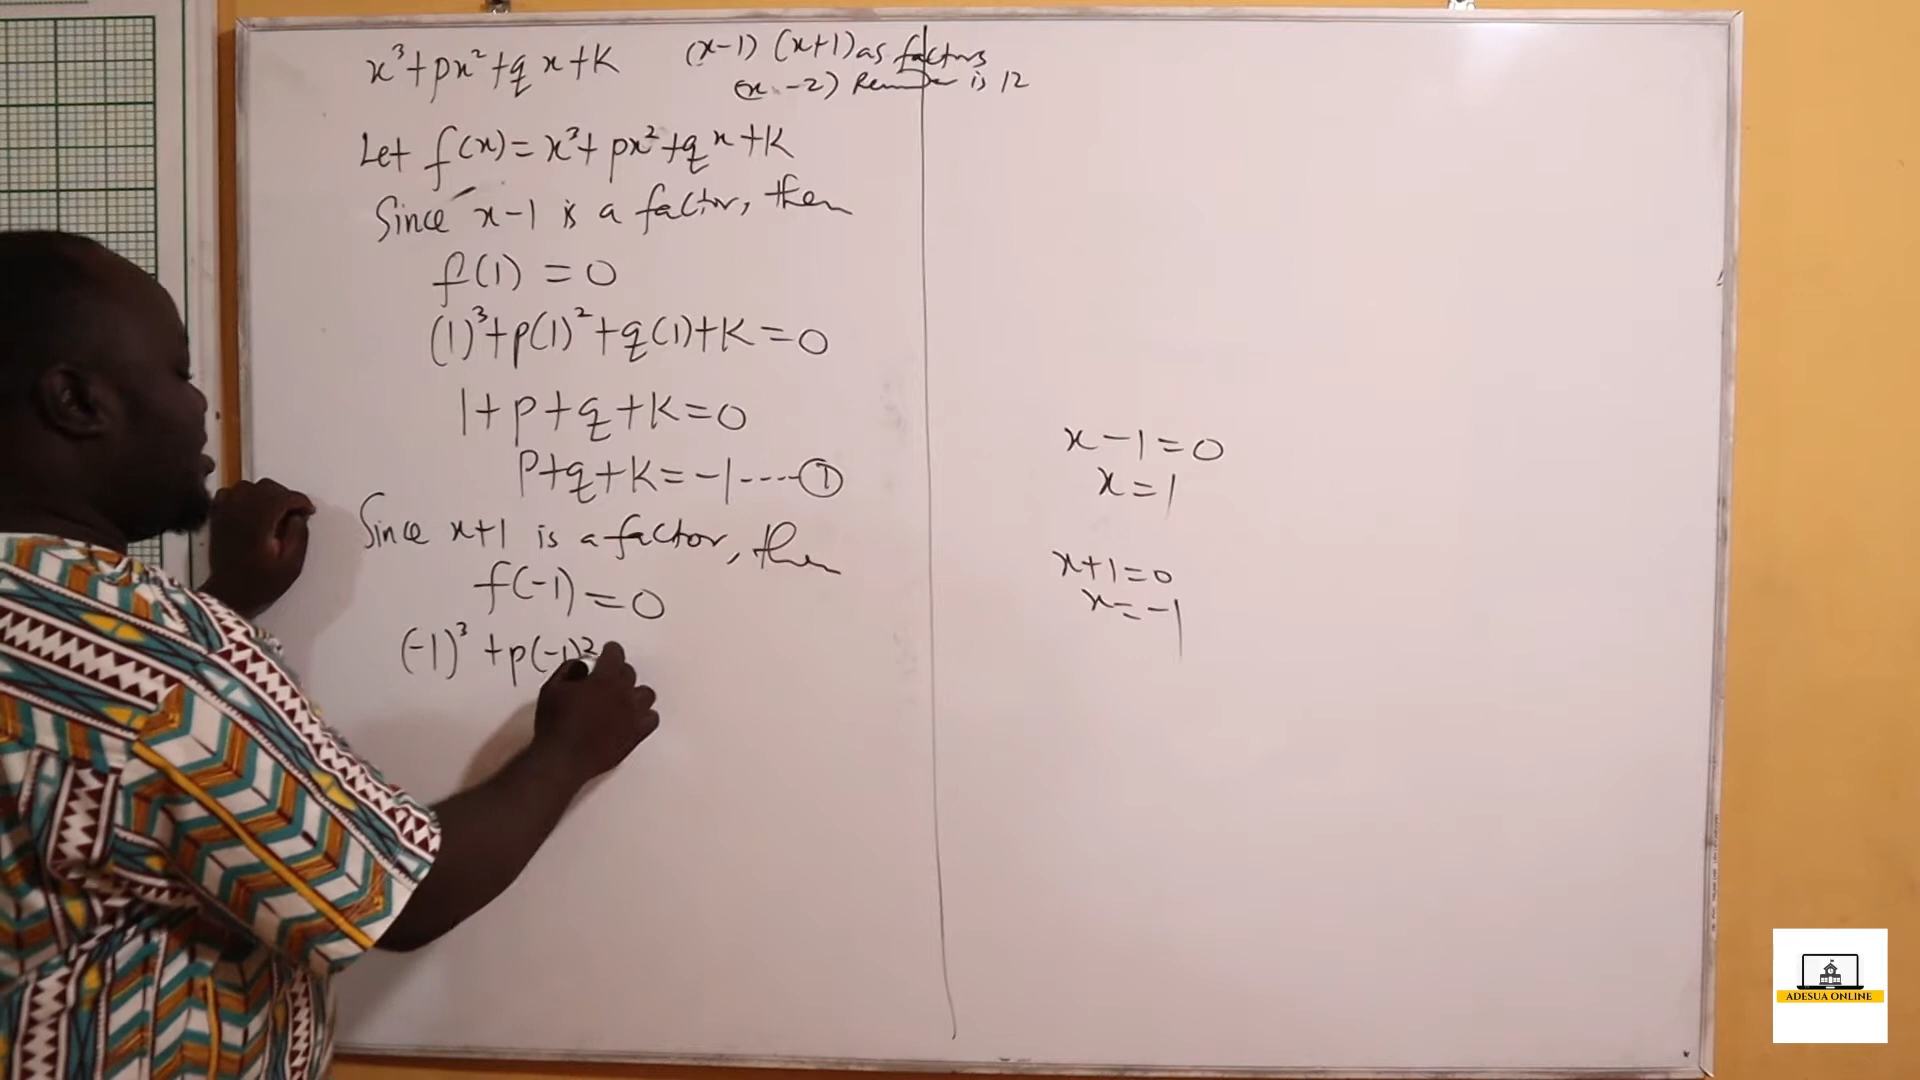 x³+px²+qx+k (x-1) (x+1) as factors
(x-2) Remainder is 12
Let f(x)=x³+px²+qx+k
Since x-1 is a factor, then
f(1)=0
(1)³+p(1)²+q(1)+k=0
1+p+q+k=0
p+q+k=-1----①
Since x+1 is a factor, then
f(-1)=0
(-1)³+p(-1)²
x-1=0
x=1
x+1=0
x=-1
ADESUA ONLINE